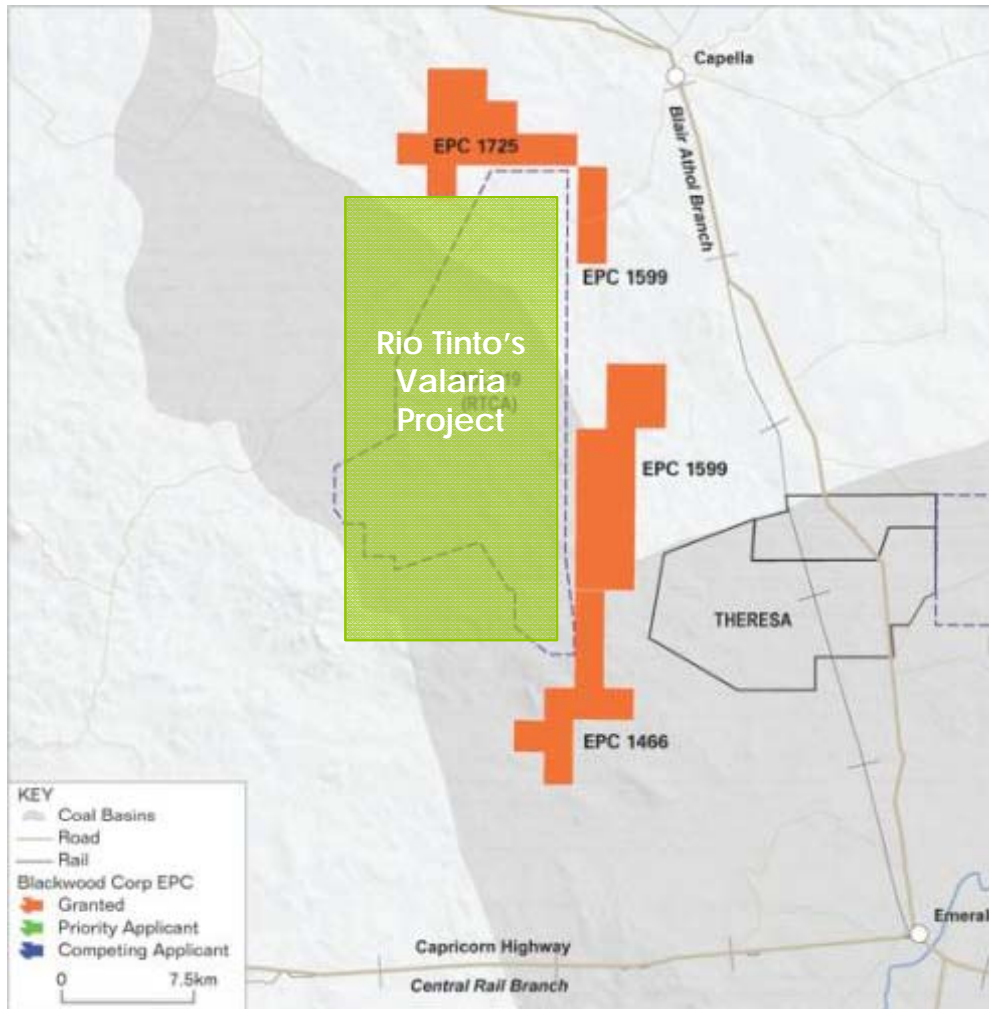 Capella
Blair Athol Branch
EPC 1725
EPC 1599
Rio Tinto's
Valaria
Project
(RTCA)
EPC 1599
THERESA
EPC 1466
KEY
Coal Basins
Road
Rail
Blackwood Corp EPC
Granted
Priority Applicant
Competing Applicant
0 7.5km
Capricorn Highway
Central Rail Branch
Emeral